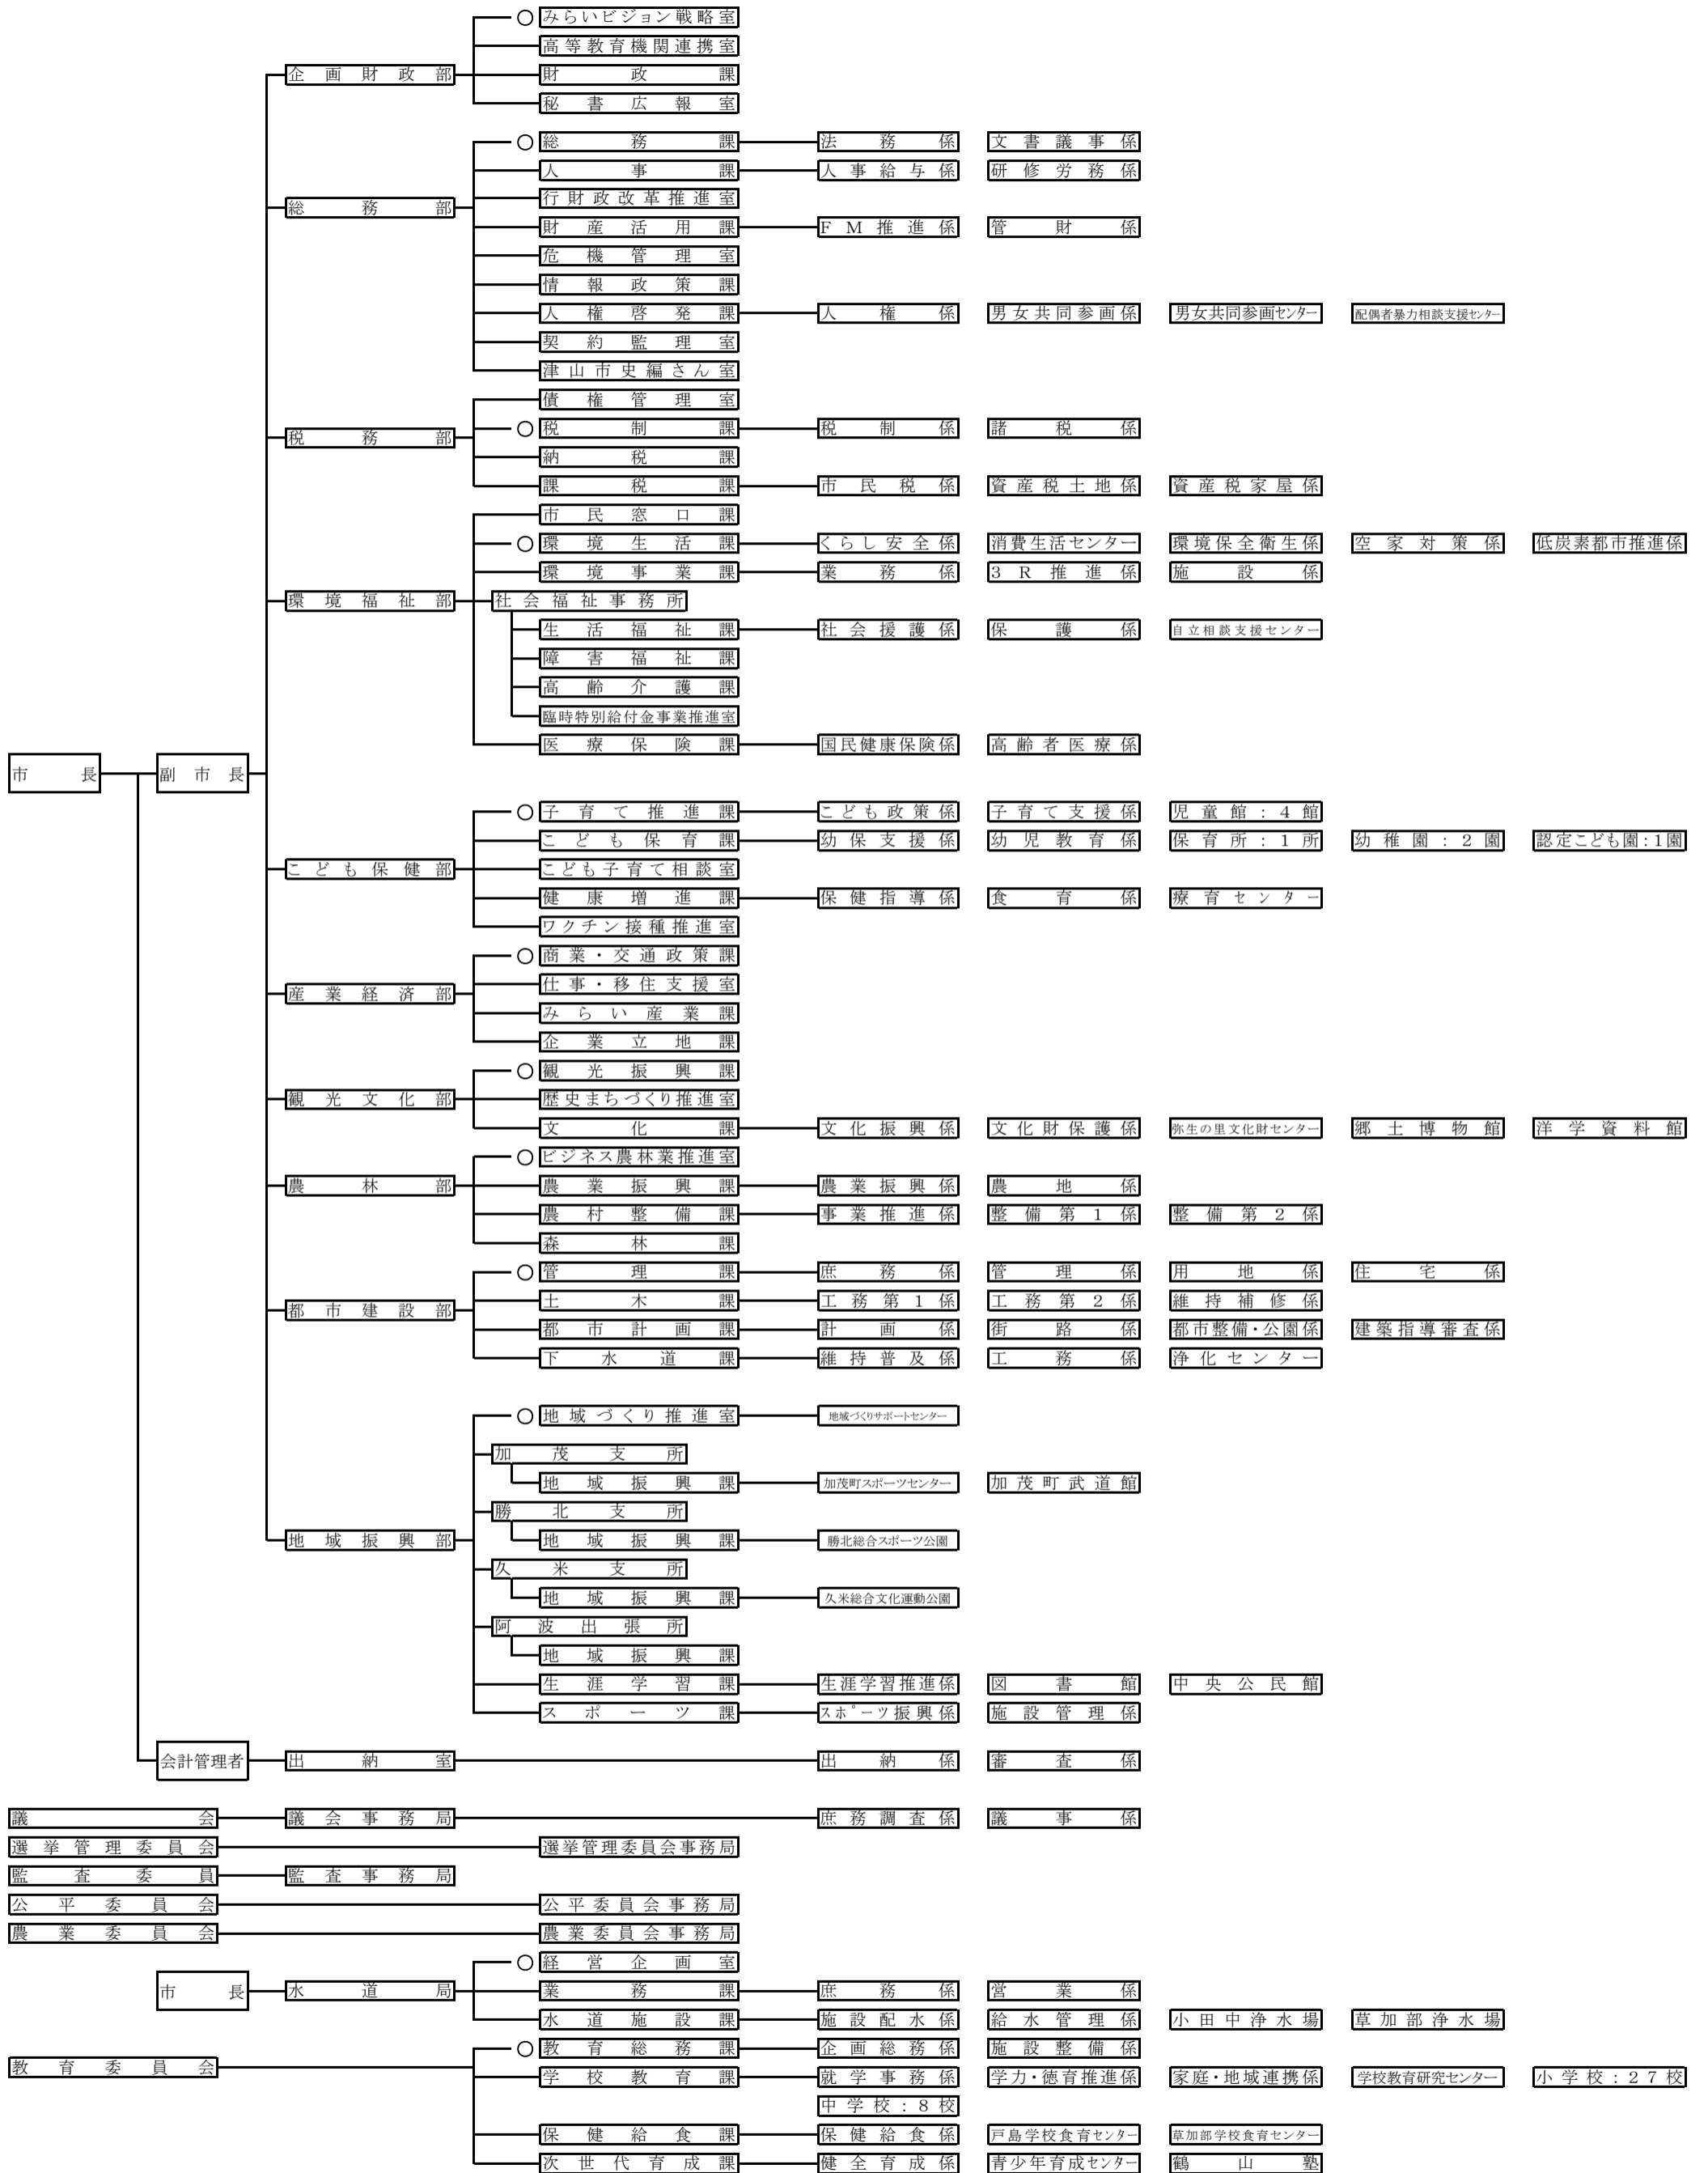 ○ みらいビジョン戦略室
高等教育機関連携室
企画財政部 財政課
秘書広報室
○ 総務課 法務係 文書議事係
人事課 人事給与係 研修労務係
行財政改革推進室
総務部
財産活用課 FM推進係 管財係
危機管理室
情報政策課
人権啓発課 人権係 男女共同参画係 男女共同参画センター 配偶者暴力相談支援センター
契約監理室
津山市史編さん室
債権管理室
○ 税制課 税制係 諸税係
税務部
納税課
課税課 市民税係 資産税土地係 資産税家屋係
市民窓口課
○ 環境生活課 くらし安全係 消費生活センター 環境保全衛生係 空家対策係 低炭素都市推進係
環境事業課 業務係 3R推進係 施設係
環境福祉部 社会福祉事務所
生活福祉課 社会援護係 保護係 自立相談支援センター
障害福祉課
高齢介護課
臨時特別給付金事業推進室
医療保険課 国民健康保険係 高齢者医療係
市長 副市長
○ 子育て推進課 こども政策係 子育て支援係 児童館:4館
こども保育課 幼保支援係 幼児教育係 保育所:1所 幼稚園:2園 認定こども園:1園
こども保健部 こども子育て相談室
健康増進課 保健指導係 食育係 療育センター
ワクチン接種推進室
○ 商業・交通政策課
仕事・移住支援室
産業経済部
みらい産業課
企業立地課
○ 観光振興課
観光文化部 歴史まちづくり推進室
文化課 文化振興係 文化財保護係 弥生の里文化財センター 郷土博物館 洋学資料館
○ ビジネス農林業推進室
農林部 農業振興課 農業振興係 農地係
農村整備課 事業推進係 整備第1係 整備第2係
森林課
○ 管理課 庶務係 管理係 用地係 住宅係
土木課 工務第1係 工務第2係 維持補修係
都市建設部
都市計画課 計画係 街路係 都市整備・公園係 建築指導審査係
下水道課 維持普及係 工務係 浄化センター
○ 地域づくり推進室 地域づくりサポートセンター
加茂支所
地域振興課 加茂町スポーツセンター 加茂町武道館
勝北支所
地域振興部 地域振興課 勝北総合スポーツ公園
久米支所
地域振興課 久米総合文化運動公園
阿波出張所
地域振興課
生涯学習課 生涯学習推進係 図書館 中央公民館
スポーツ課 スポーツ振興係 施設管理係
会計管理者 出納室 出納係 審査係
議会 議会事務局 庶務調査係 議事係
選挙管理委員会 選挙管理委員会事務局
監査委員 監査事務局
公平委員会 公平委員会事務局
農業委員会 農業委員会事務局
○ 経営企画室
市長 水道局 業務課 庶務係 営業係
水道施設課 施設配水係 給水管理係 小田中浄水場 草加部浄水場
○ 教育総務課 企画総務係 施設整備係
教育委員会
学校教育課 就学事務係 学力・徳育推進係 家庭・地域連携係 学校教育研究センター 小学校:27校
中学校:8校
保健給食課 保健給食係 戸島学校食育センター 草加部学校食育センター
次世代育成課 健全育成係 青少年育成センター 鶴山塾